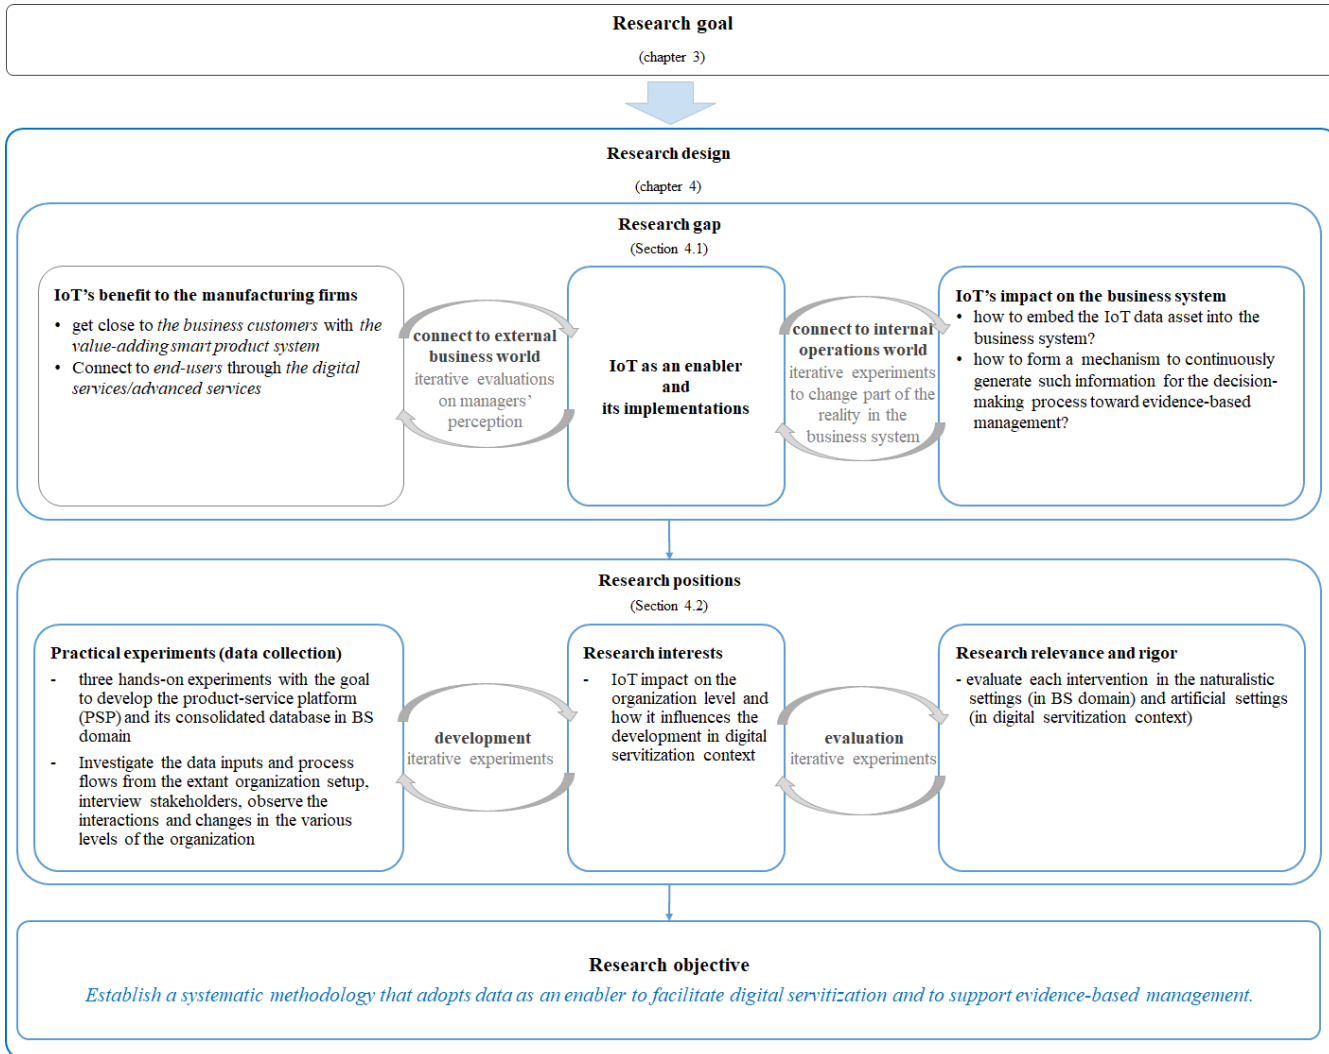 Research goal
(chapter 3)
Research design
(chapter 4)
Research gap
(Section 4.1)
IoT's benefit to the manufacturing firms
• get close to the business customers with the
value-adding smart product system
• Connect to end-users through the digital
services/advanced services
connect to external
business world
iterative evaluations
on managers'
perception
IoT as an enabler
and
its implementations
connect to internal
operations world
iterative experiments
to change part of the
reality in the
business system
IoT's impact on the business system
• how to embed the IoT data asset into the
business system?
• how to form a mechanism to continuously
generate such information for the decision-
making process toward evidence-based
management?
Research positions
(Section 4.2)
Practical experiments (data collection)
- three hands-on experiments with the goal
to develop the product-service platform
(PSP) and its consolidated database in BS
domain
- Investigate the data inputs and process
flows from the extant organization setup,
interview stakeholders, observe the
interactions and changes in the various
levels of the organization
development
iterative experiments
Research interests
- IoT impact on the
organization level and
how it influences the
development in digital
servitization context
evaluation
iterative experiments
Research relevance and rigor
- evaluate each intervention in the naturalistic
settings (in BS domain) and artificial settings
(in digital servitization context)
Research objective
Establish a systematic methodology that adopts data as an enabler to facilitate digital servitization and to support evidence-based management.